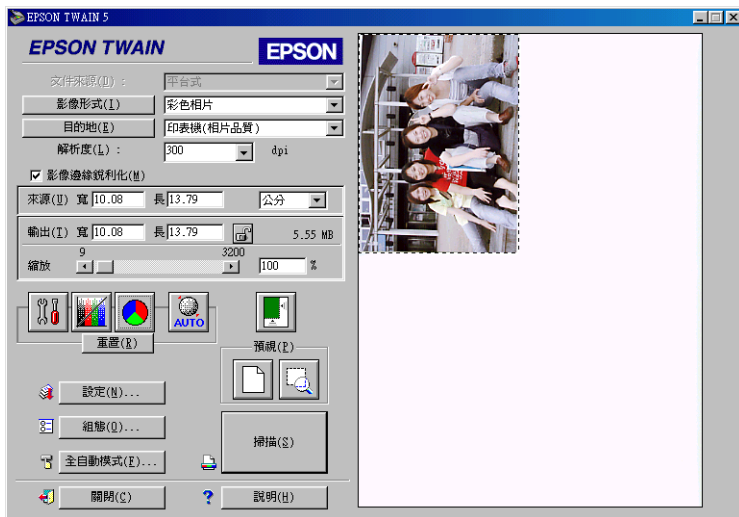 EPSON TWAIN 5
EPSON TWAIN
EPSON
文件來源(D) :
平台式
影像形式(I)
彩色相片
目的地(E)
印表機(相片品質)
解析度(L) :
300
dpi
影像邊緣銳利化(M)
來源(U) 寬 10.08 長 13.79 公分
輸出(T) 寬 10.08 長 13.79 5.55 MB
9 3200
縮放 100 %
AUTO
重置(R)
預視(P)
設定(N)...
組態(O)...
掃描(S)
全自動模式(F)...
關閉(C)
說明(H)